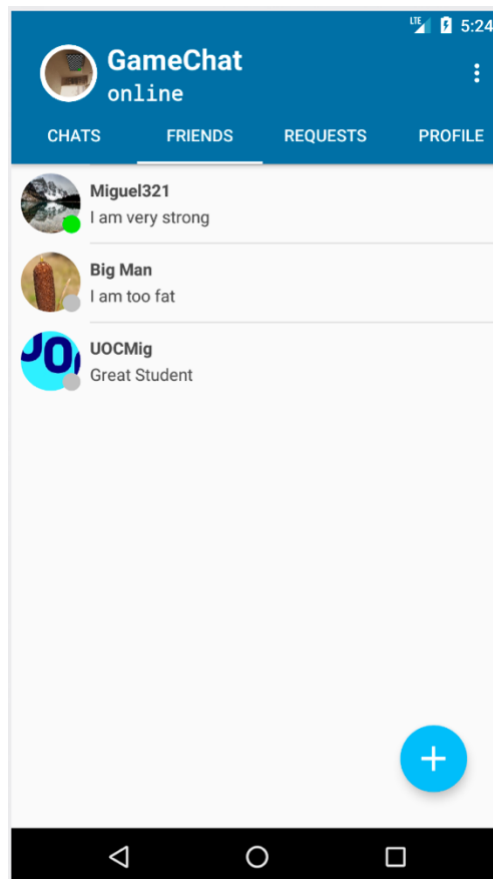 LTE 5:24
GameChat
online
CHATS FRIENDS REQUESTS PROFILE
Miguel321
I am very strong
Big Man
I am too fat
UOCMig
Great Student
UO